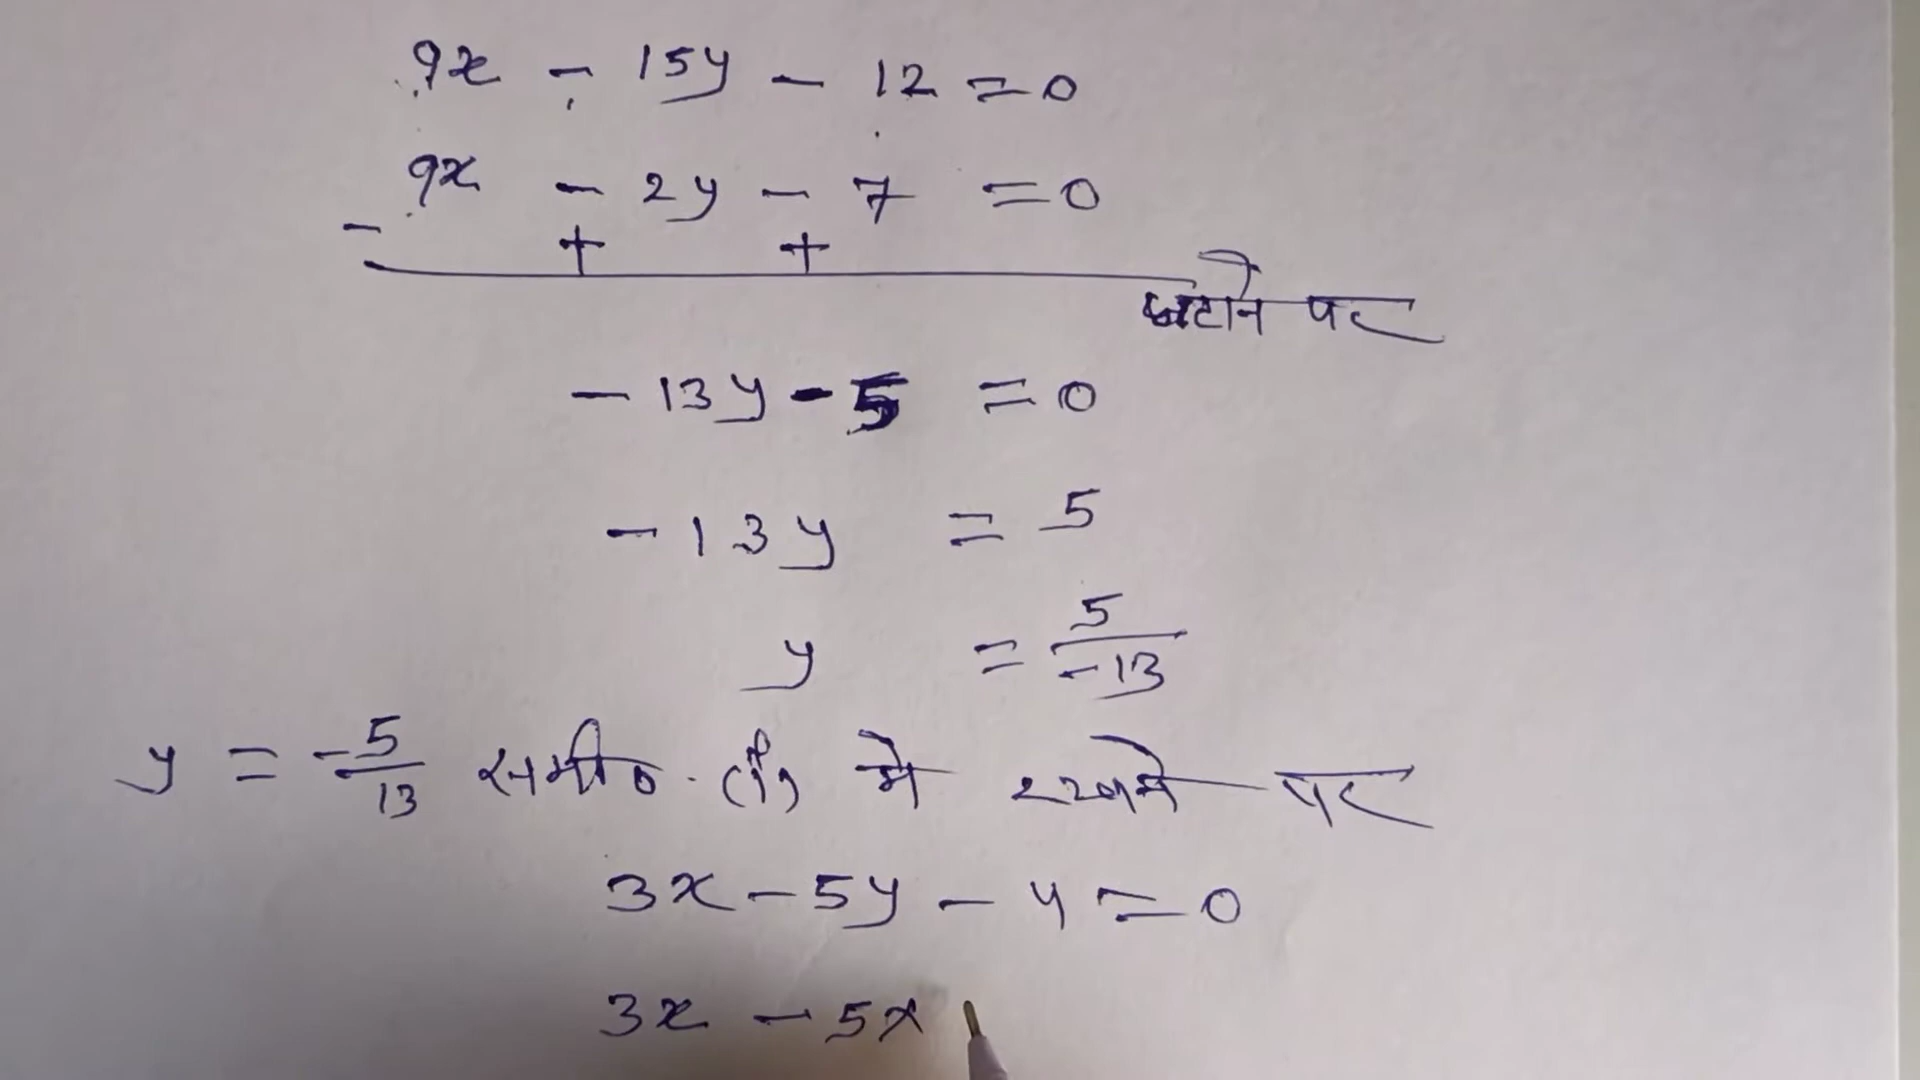 9x - 15y - 12 = 0
9x - 2y - 7 = 0
- + +
घटाने पर
- 13y - 5 = 0
- 13y = 5
y = 5/-13
y = -5/13 समी० (i) मे रखने पर
3x - 5y - 4 = 0
3x - 5x